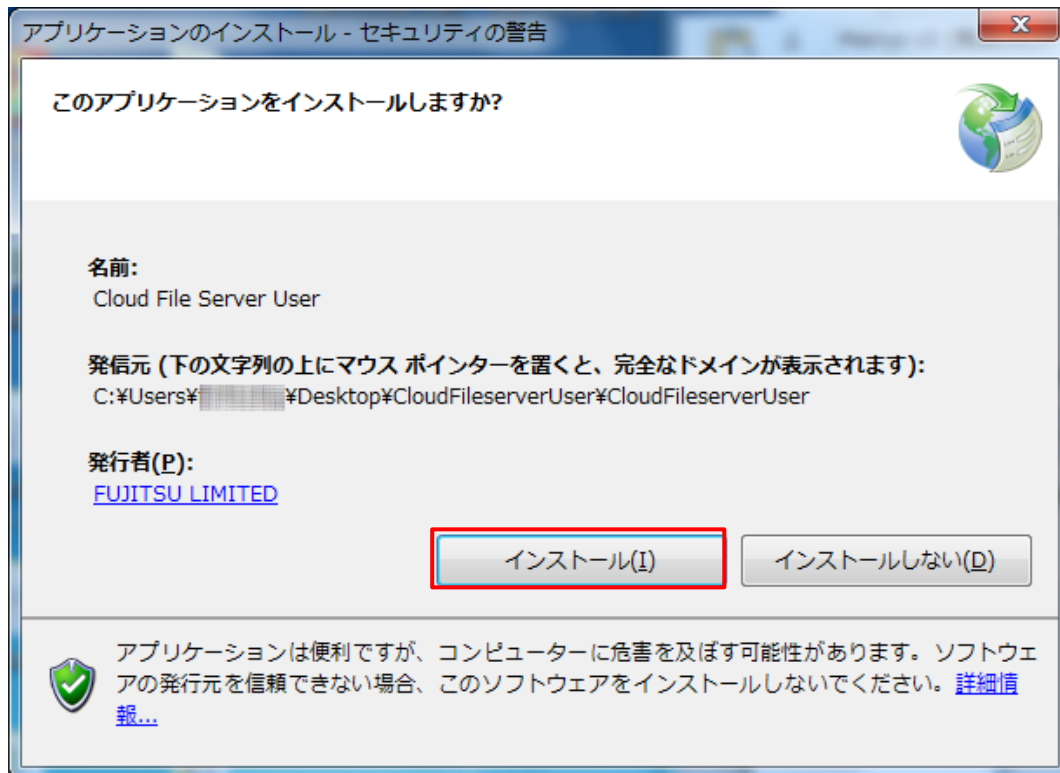 アプリケーションのインストール - セキュリティの警告
このアプリケーションをインストールしますか?
名前:
Cloud File Server User
発信元 (下の文字列の上にマウス ポインターを置くと、完全なドメインが表示されます):
C:¥Users¥ ¥Desktop¥CloudFileserverUser¥CloudFileserverUser
発行者(P):
FUJITSU LIMITED
インストール(I) インストールしない(D)
アプリケーションは便利ですが、コンピューターに危害を及ぼす可能性があります。ソフトウェ
アの発行元を信頼できない場合、このソフトウェアをインストールしないでください。詳細情
報...